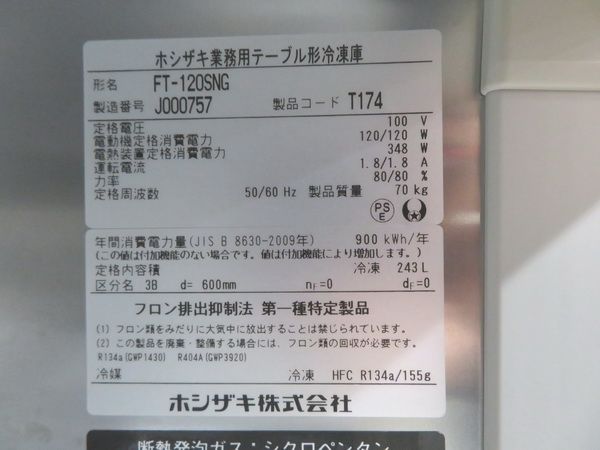 ホシザキ業務用テーブル形冷凍庫
形名 FT-120SNG
製造番号 J000757 製品コード T174
定格電圧 100 V
電動機定格消費電力 120/120 W
電熱装置定格消費電力 348 W
運転電流 1.8/1.8 A
力率 80/80 %
定格周波数 50/60 Hz 製品質量 70 kg
PS
E
年間消費電力量(JIS B 8630-2009年) 900 kWh/年
(この値は付加機能のない場合です。値は付加機能により増加します。)
定格内容積 冷凍 243 L
区分名 3B d= 600mm nF=0 dF=0
フロン排出抑制法 第一種特定製品
(1) フロン類をみだりに大気中に放出することは禁じられています。
(2) この製品を廃棄・整備する場合には、フロン類の回収が必要です。
R134a(GWP1430) R404A(GWP3920)
冷媒 冷凍 HFC R134a/155g
ホシザキ株式会社
断熱発泡ガス:シクロペンタン